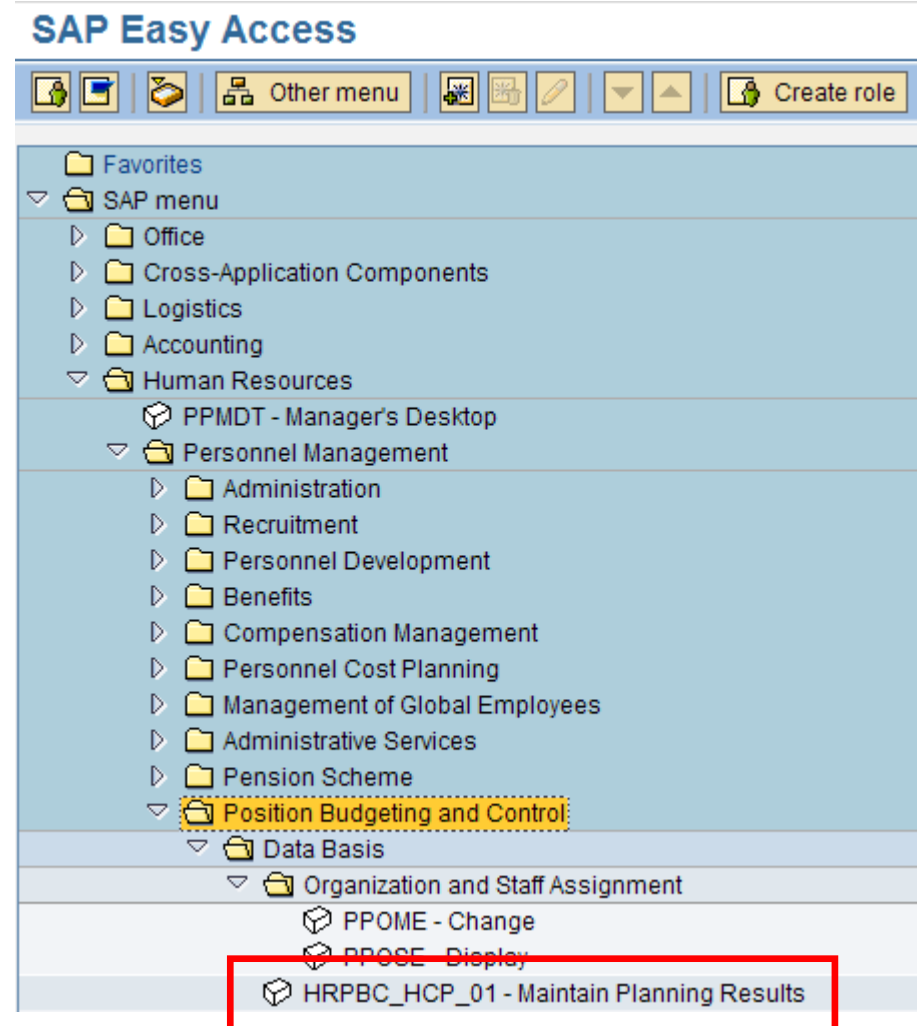 SAP Easy Access
Other menu Create role
Favorites
SAP menu
Office
Cross-Application Components
Logistics
Accounting
Human Resources
PPMDT - Manager's Desktop
Personnel Management
Administration
Recruitment
Personnel Development
Benefits
Compensation Management
Personnel Cost Planning
Management of Global Employees
Administrative Services
Pension Scheme
Position Budgeting and Control
Data Basis
Organization and Staff Assignment
PPOME - Change
PPOSE - Display
HRPBC_HCP_01 - Maintain Planning Results